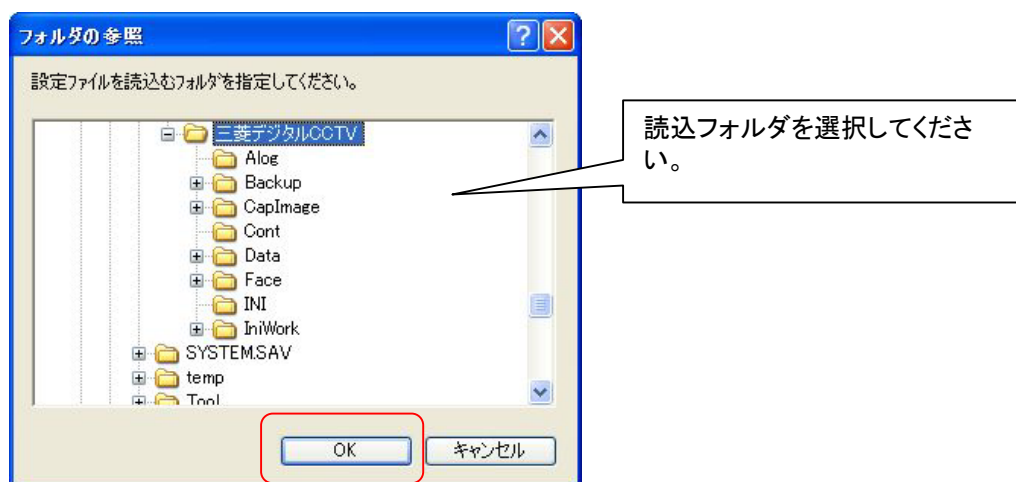 フォルダの参照
設定ファイルを読込むフォルダを指定してください。
三菱デジタルCCTV
Alog
Backup
CapImage
Cont
Data
Face
INI
IniWork
SYSTEM.SAV
temp
Tool
OK
キャンセル
読込フォルダを選択してくださ
い。